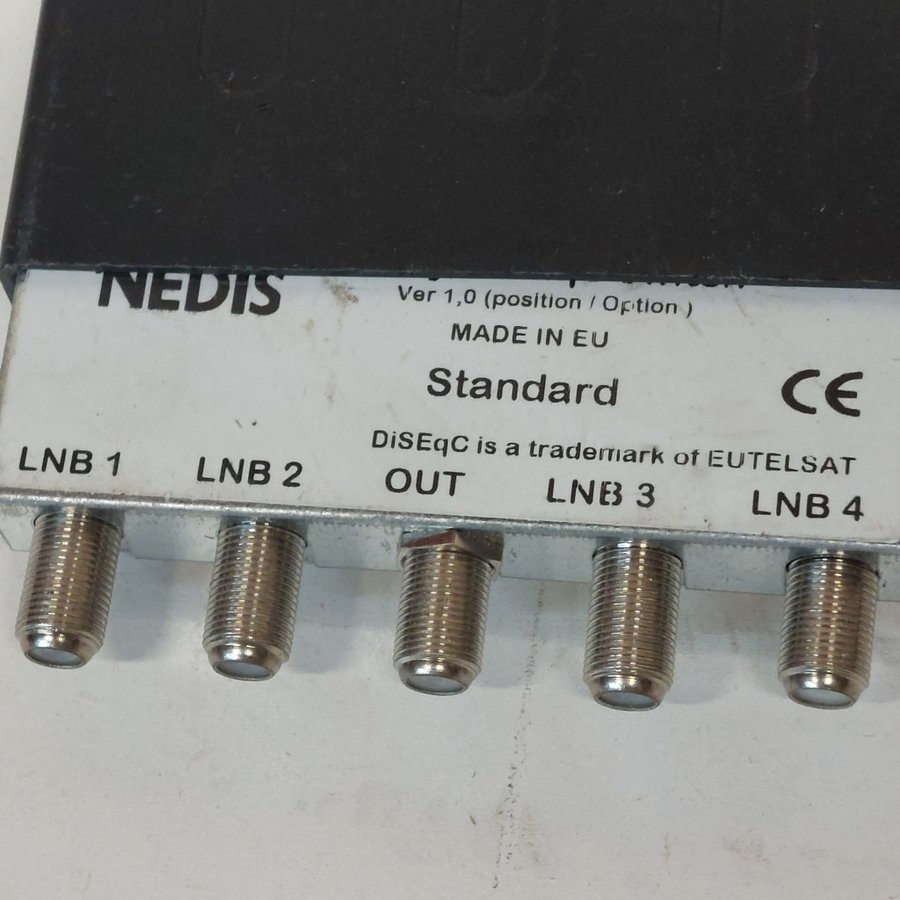 NEDIS
Ver 1,0 (position / Option )
MADE IN EU
Standard
CE
DiSEqC is a trademark of EUTELSAT
LNB 1
LNB 2
OUT
LNB 3
LNB 4